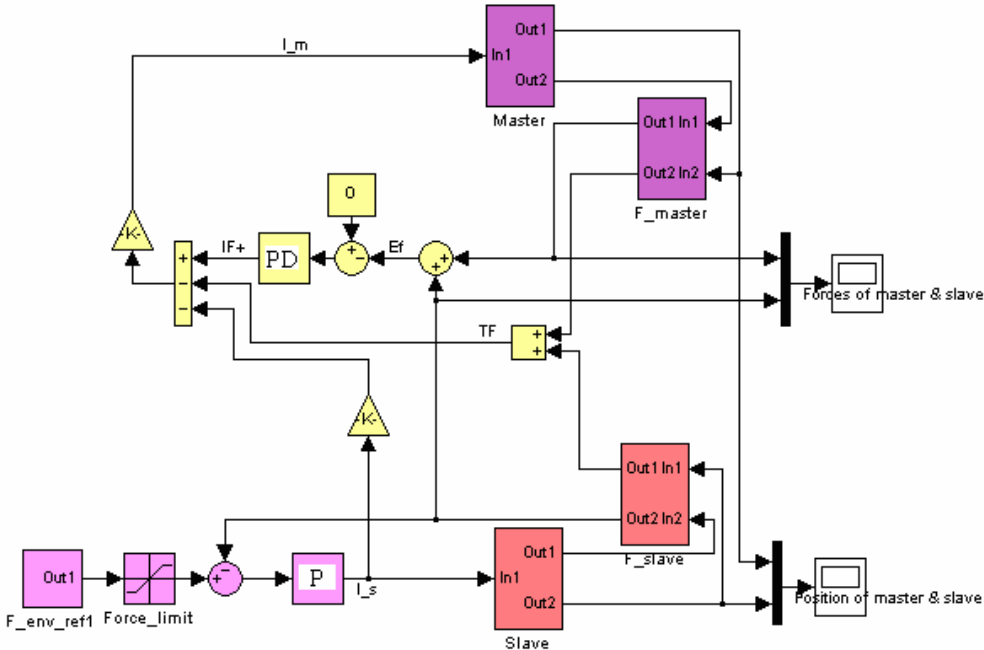 I_m
In1
Out1
Out2
Master
Out1 In1
Out2 In2
F_master
0
-K-
IF+
PD
+
−
Ef
+
+
+
−
−
Forces of master & slave
TF
+
+
-K-
Out1 In1
Out2 In2
F_slave
Out1
F_env_ref1
Force_limit
+
−
P
I_s
In1
Out1
Out2
Slave
Position of master & slave